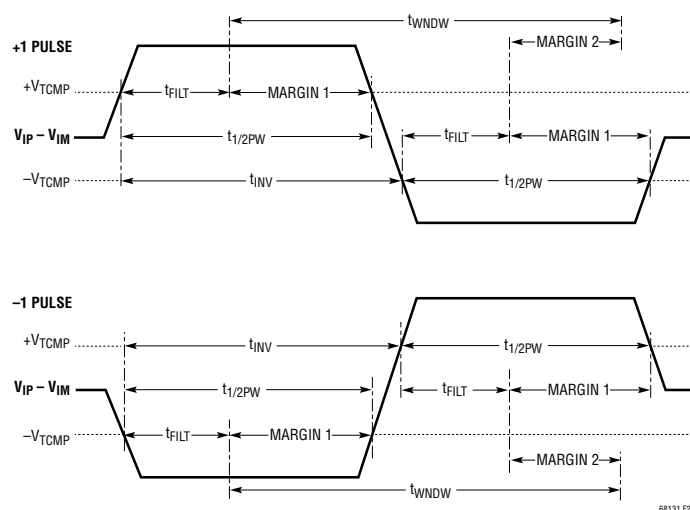 tWNDW
+1 PULSE
MARGIN 2
+VTCMP
tFILT
MARGIN 1
VIP – VIM
t1/2PW
tFILT
MARGIN 1
–VTCMP
tINV
t1/2PW
–1 PULSE
+VTCMP
tINV
t1/2PW
VIP – VIM
t1/2PW
tFILT
MARGIN 1
–VTCMP
tFILT
MARGIN 1
MARGIN 2
tWNDW